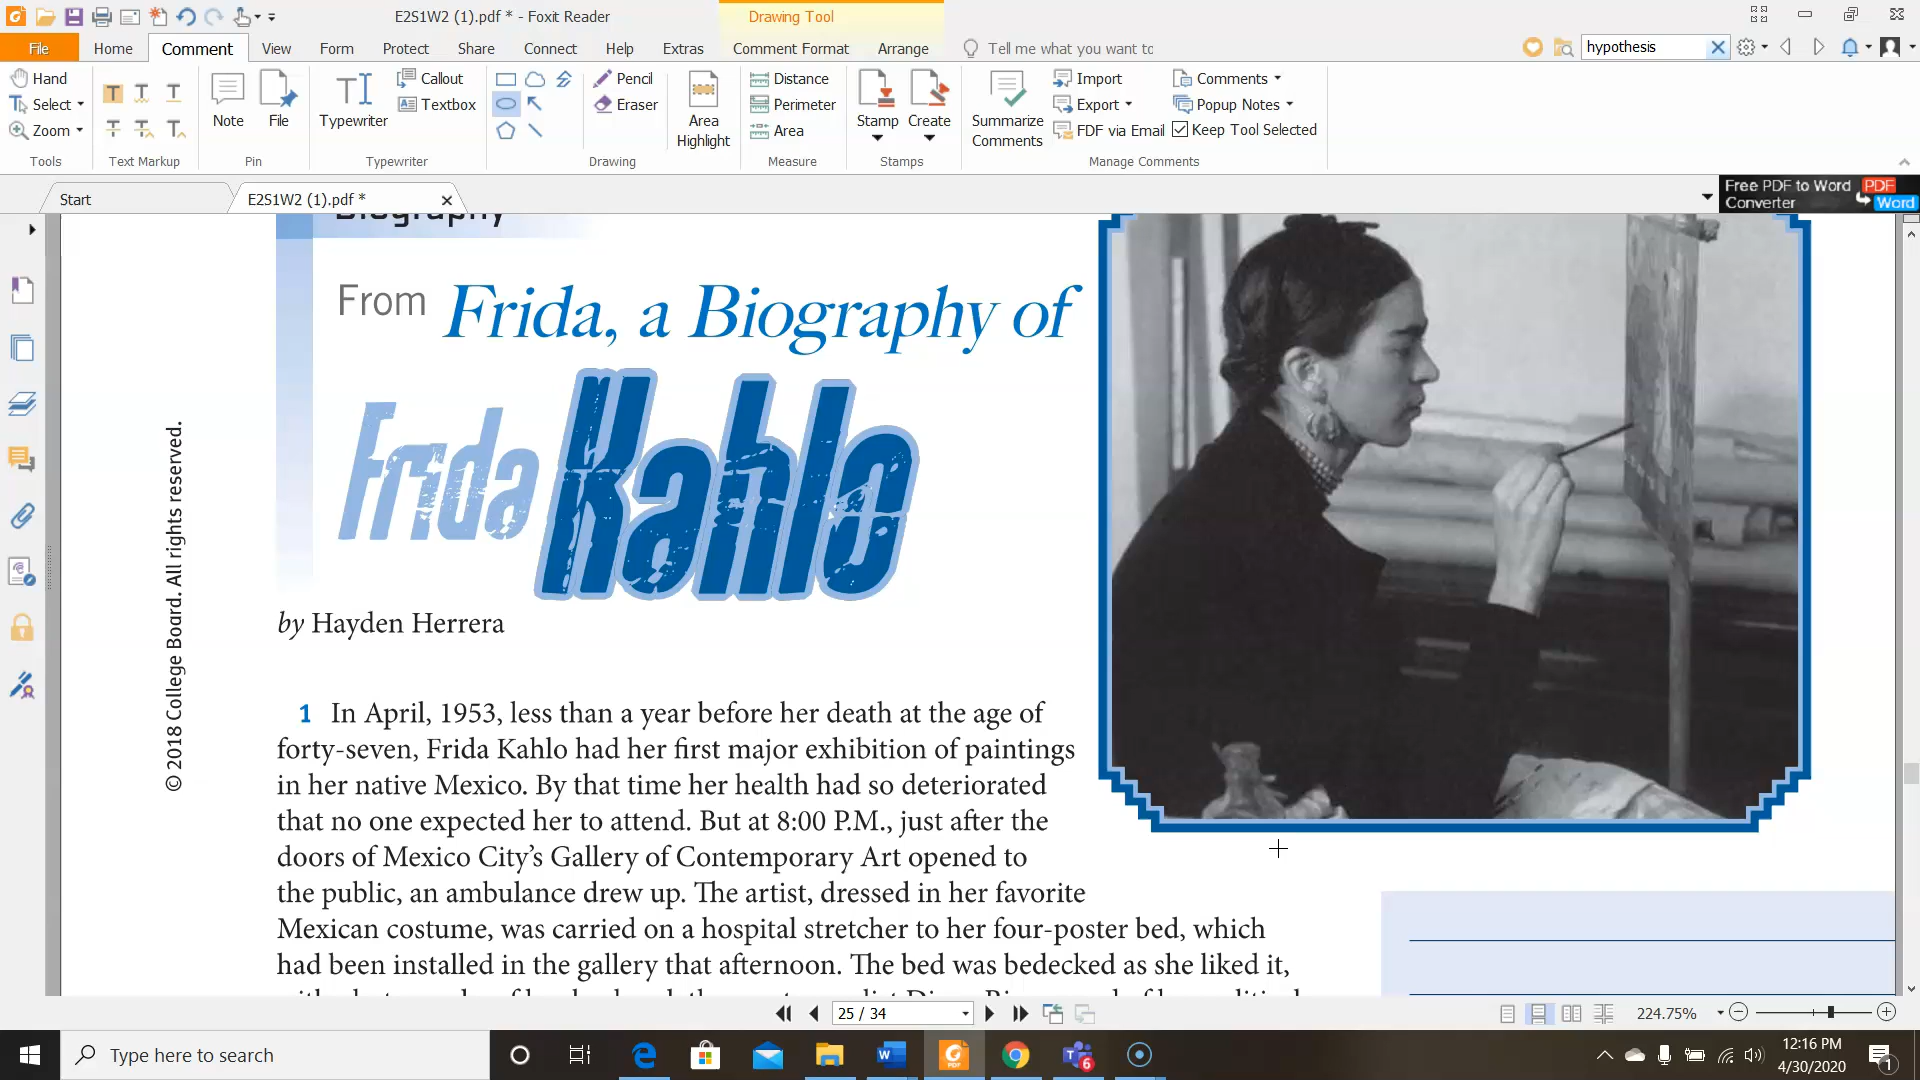 E2S1W2 (1).pdf * - Foxit Reader
Drawing Tool
File Home Comment View Form Protect Share Connect Help Extras Comment Format Arrange Tell me what you want to
hypothesis
Hand
Select
Zoom
Tools
Text Markup
Note
File
Pin
Typewriter
Callout
Textbox
Typewriter
Pencil
Eraser
Drawing
Area
Highlight
Distance
Perimeter
Area
Measure
Stamp
Create
Stamps
Summarize
Comments
Import
Export
FDF via Email
Comments
Popup Notes
Keep Tool Selected
Manage Comments
Start
E2S1W2 (1).pdf *
Free PDF to Word
Converter
PDF
Word
Biography
From Frida, a Biography of
Frida Kahlo
by Hayden Herrera
© 2018 College Board. All rights reserved.
1 In April, 1953, less than a year before her death at the age of
forty-seven, Frida Kahlo had her first major exhibition of paintings
in her native Mexico. By that time her health had so deteriorated
that no one expected her to attend. But at 8:00 P.M., just after the
doors of Mexico City’s Gallery of Contemporary Art opened to
the public, an ambulance drew up. The artist, dressed in her favorite
Mexican costume, was carried on a hospital stretcher to her four-poster bed, which
had been installed in the gallery that afternoon. The bed was bedecked as she liked it,
25 / 34
224.75%
Type here to search
6
12:16 PM
4/30/2020
1